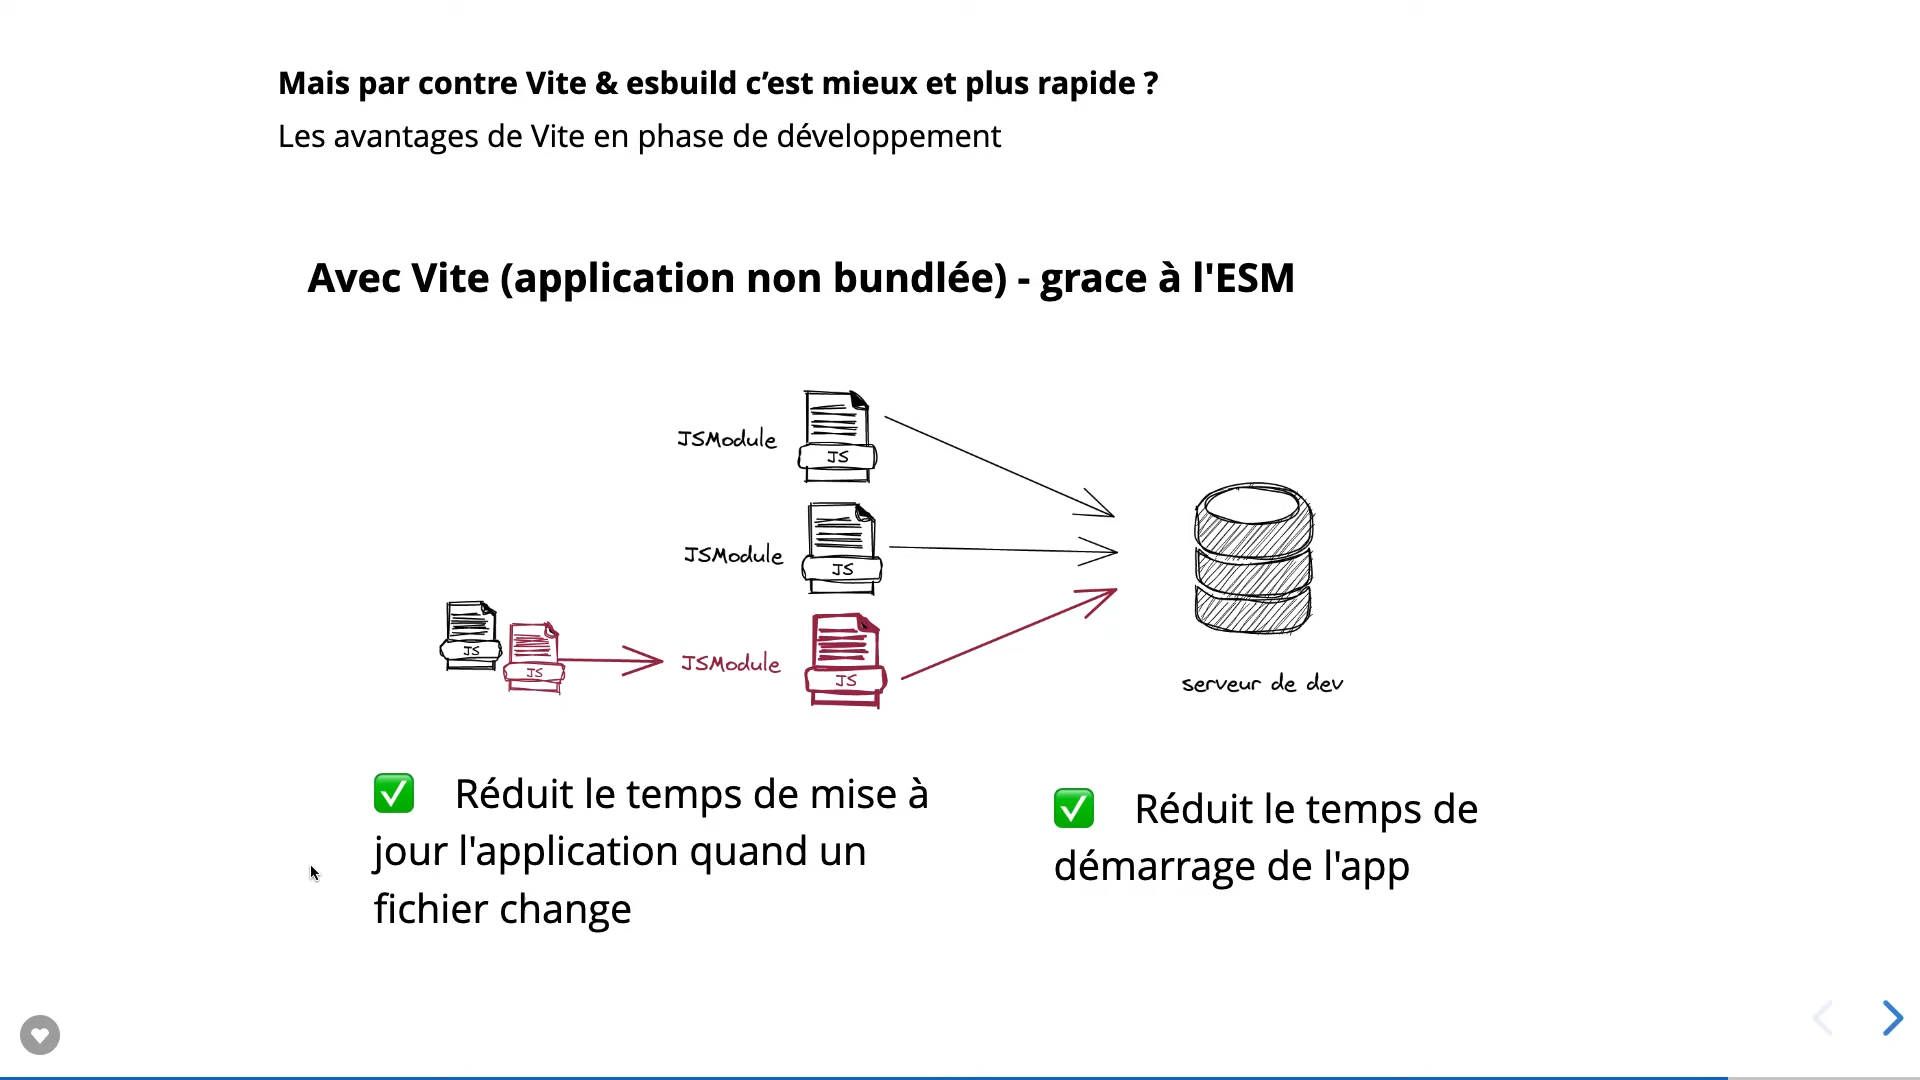 Mais par contre Vite & esbuild c’est mieux et plus rapide ?
Les avantages de Vite en phase de développement
Avec Vite (application non bundlée) - grace à l'ESM
JSModule
JS
JSModule
JS
JS
JS
JSModule
JS
serveur de dev
✅ Réduit le temps de mise à
jour l'application quand un
fichier change
✅ Réduit le temps de
démarrage de l'app